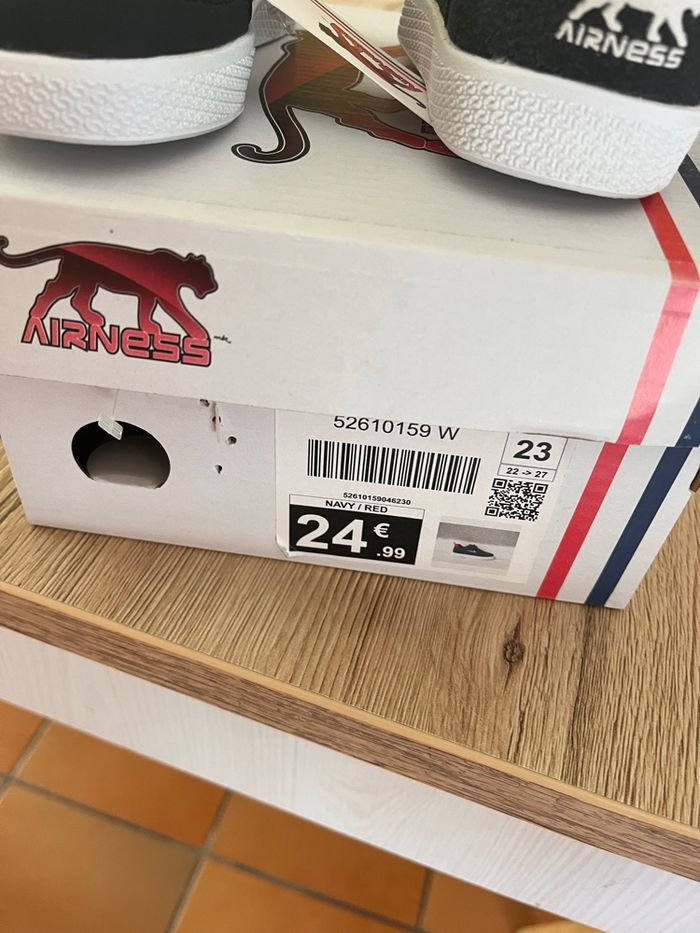 AIRNESS
AIRNESS
52610159 W
23
22 -> 27
52610159046230
NAVY / RED
24 €
.99